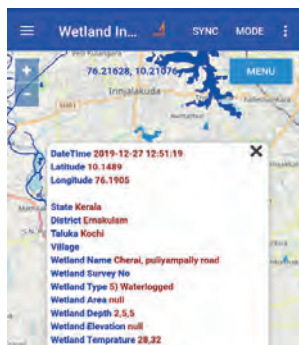 Wetland In... SYNC MODE
Irinjalakuda
76.21628, 10.21076
MENU
DateTime 2019-12-27 12:51:19
Latitude 10.1489
Longitude 76.1905
State Kerala
District Ernakulam
Taluka Kochi
Village
Wetland Name Cherai, puliyampally road
Wetland Survey No
Wetland Type 5) Waterlogged
Wetland Area null
Wetland Depth 2,5,5
Wetland Elevation null
Wetland Temprature 28,32